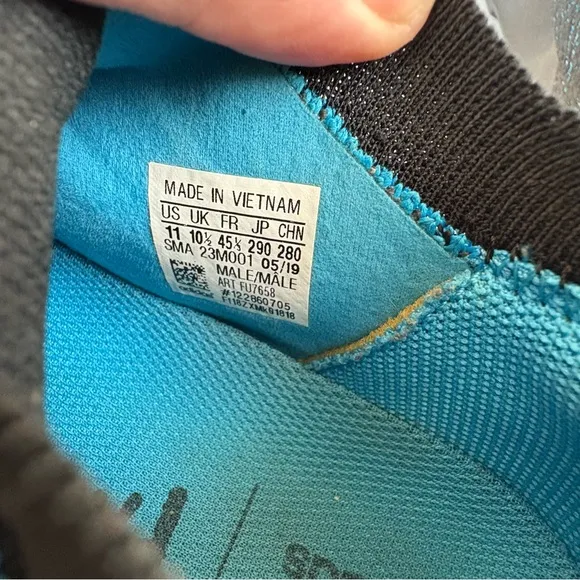 MADE IN VIETNAM
US UK FR JP CHN
11 10½ 45⅓ 290 280
SMA 23M001 05/19
MALE/MÂLE
ART FU7658
#122860705
adidas